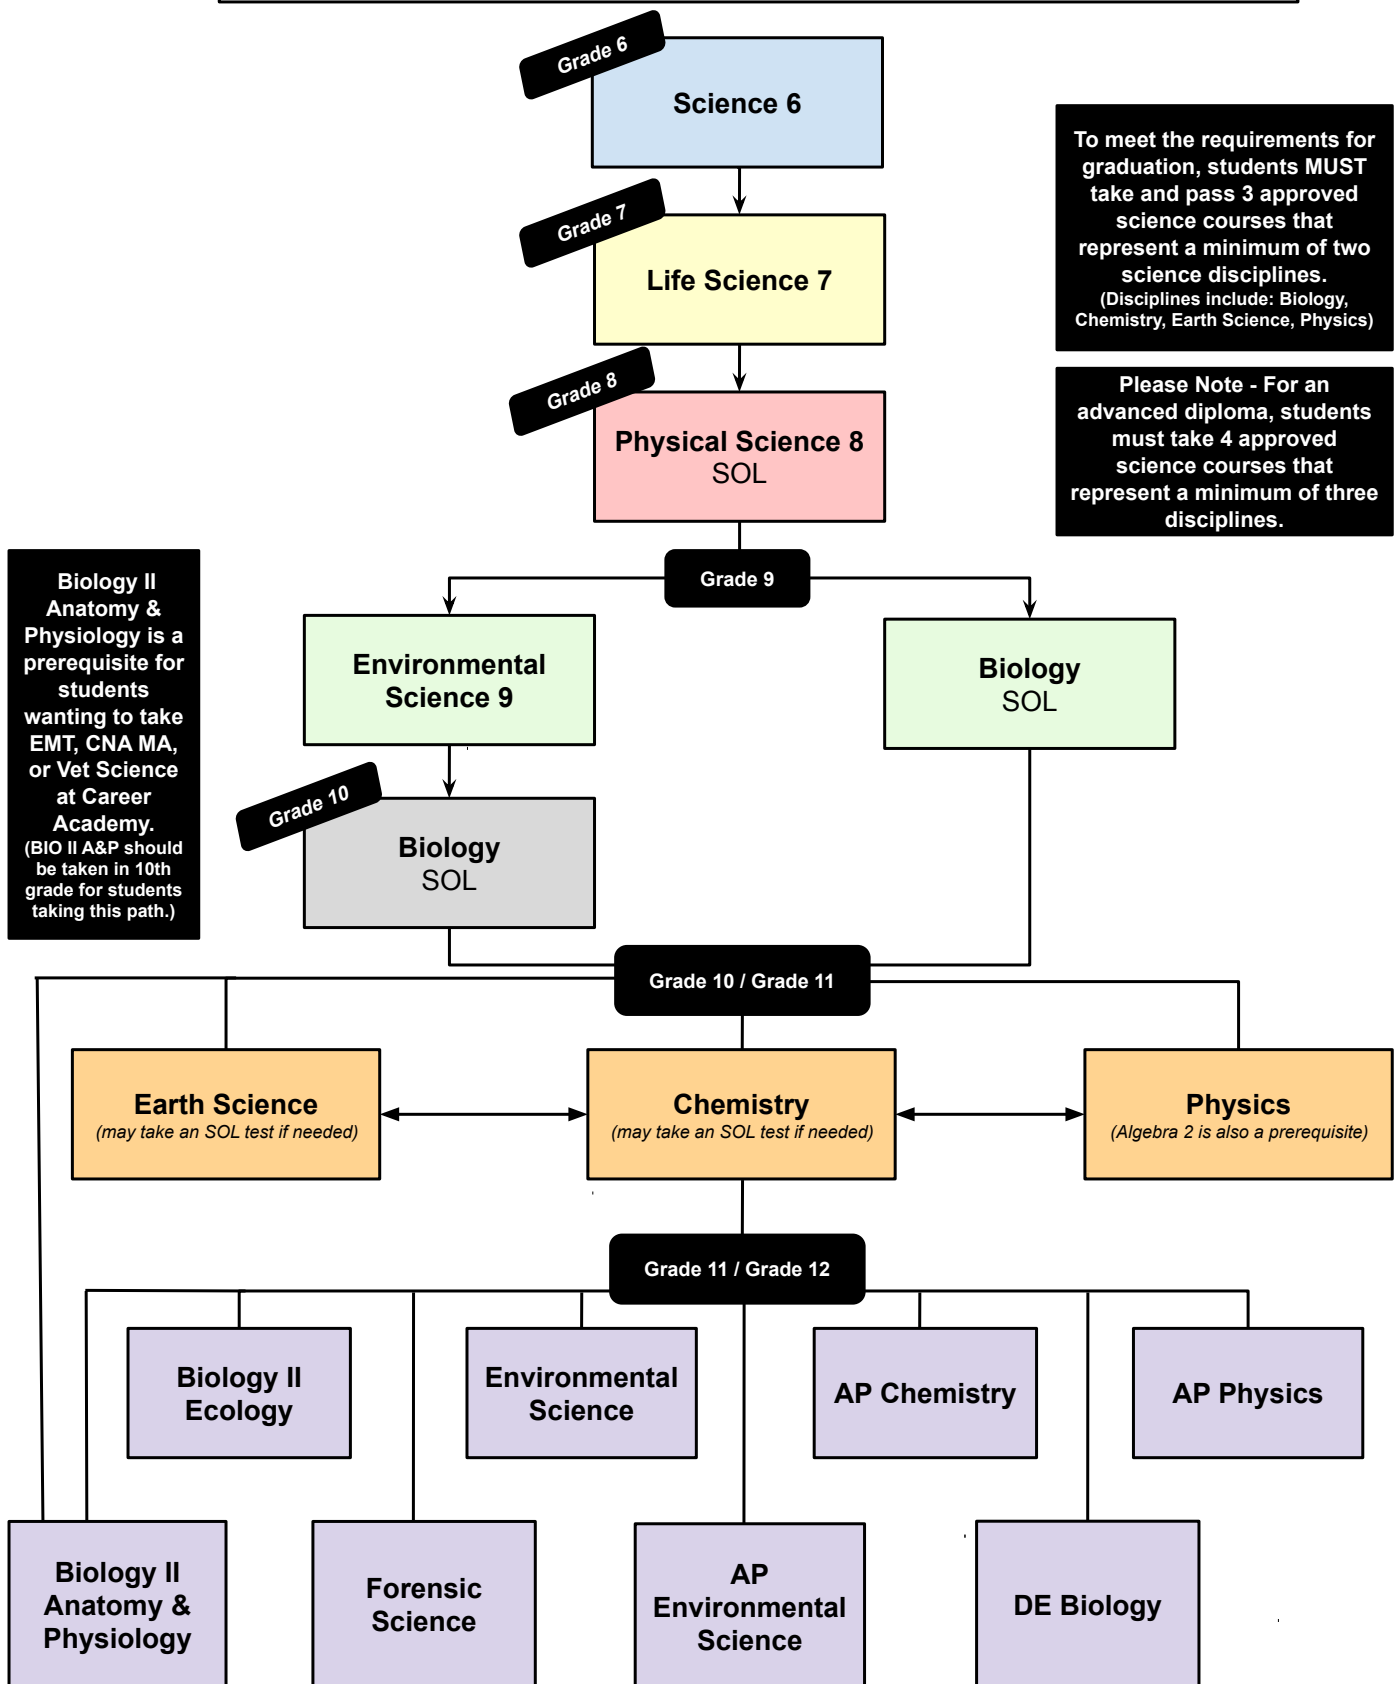 Grade 6
Science 6
To meet the requirements for
graduation, students MUST
take and pass 3 approved
science courses that
represent a minimum of two
science disciplines.
(Disciplines include: Biology,
Chemistry, Earth Science, Physics)
Grade 7
Life Science 7
Please Note - For an
advanced diploma, students
must take 4 approved
science courses that
represent a minimum of three
disciplines.
Grade 8
Physical Science 8
SOL
Grade 9
Biology II
Anatomy &
Physiology is a
prerequisite for
students
wanting to take
EMT, CNA MA,
or Vet Science
at Career
Academy.
(BIO II A&P should
be taken in 10th
grade for students
taking this path.)
Environmental
Science 9
Biology
SOL
Grade 10
Biology
SOL
Grade 10 / Grade 11
Earth Science
(may take an SOL test if needed)
Chemistry
(may take an SOL test if needed)
Physics
(Algebra 2 is also a prerequisite)
Grade 11 / Grade 12
Biology II
Ecology
Environmental
Science
AP Chemistry
AP Physics
Biology II
Anatomy &
Physiology
Forensic
Science
AP
Environmental
Science
DE Biology